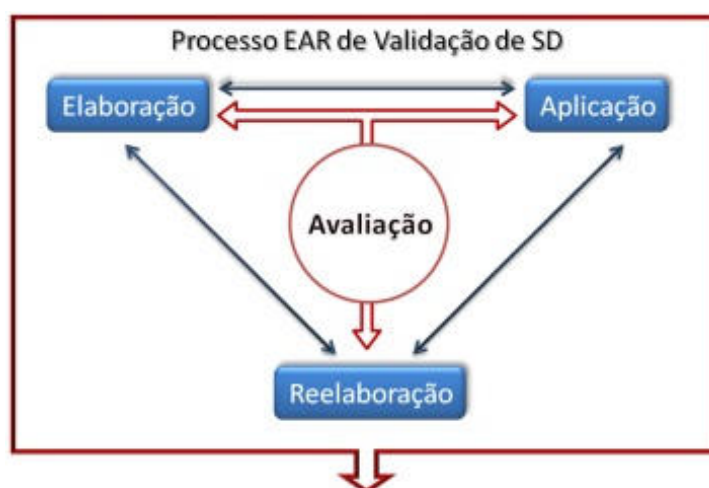 Processo EAR de Validação de SD
Elaboração
Aplicação
Avaliação
Reelaboração